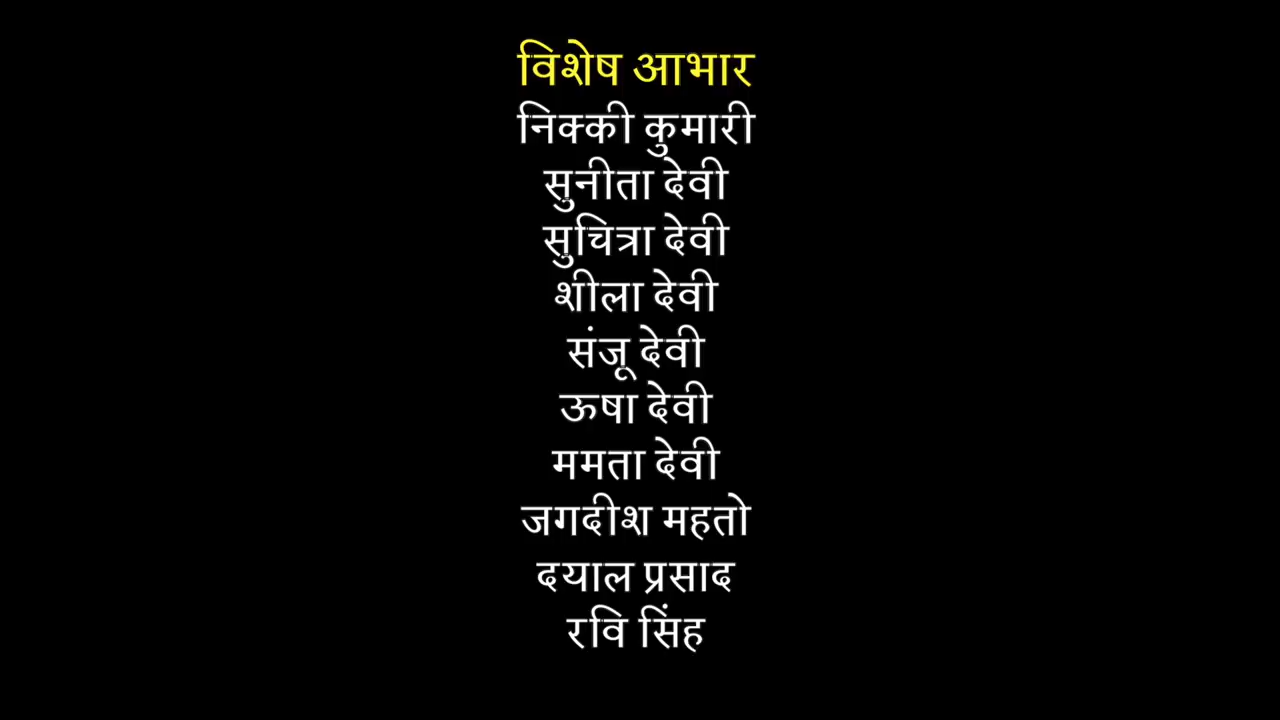 विशेष आभार
निक्की कुमारी
सुनीता देवी
सुचित्रा देवी
शीला देवी
संजू देवी
ऊषा देवी
ममता देवी
जगदीश महतो
दयाल प्रसाद
रवि सिंह